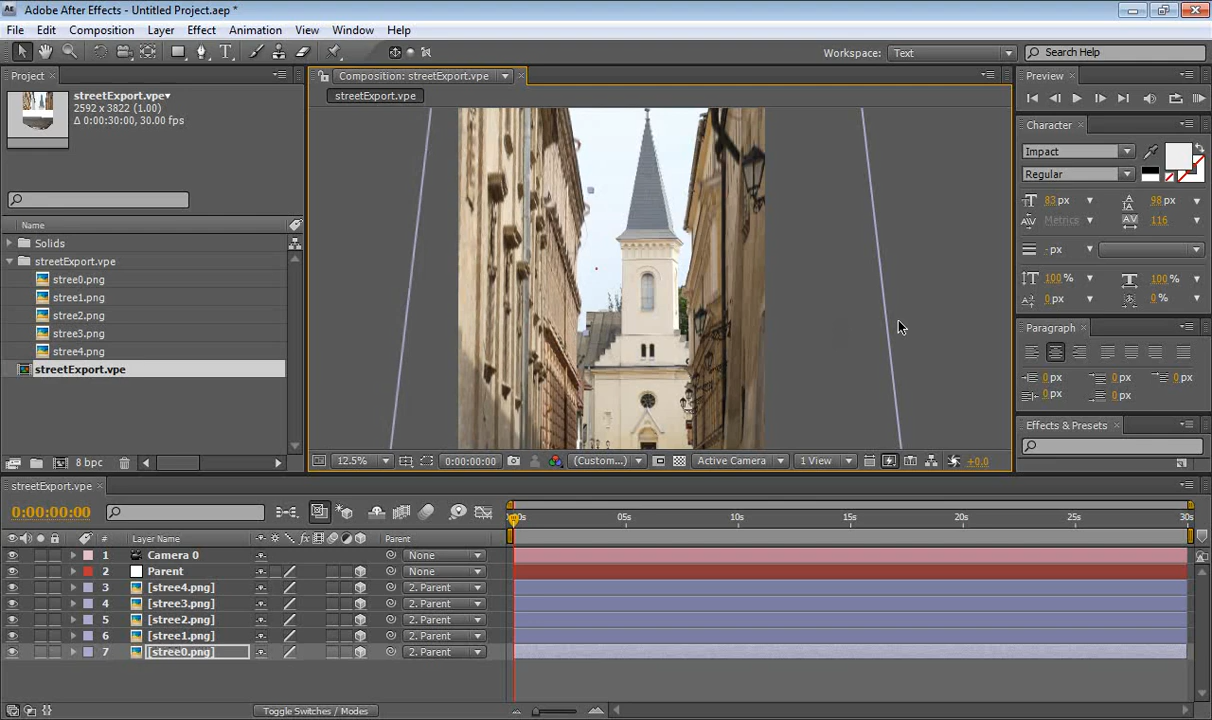 Adobe After Effects - Untitled Project.aep *
File Edit Composition Layer Effect Animation View Window Help
Workspace: Text
Search Help
Project
streetExport.vpe▾
2592 x 3822 (1.00)
Δ 0:00:30:00, 30.00 fps
Name
Solids
streetExport.vpe
stree0.png
stree1.png
stree2.png
stree3.png
stree4.png
streetExport.vpe
8 bpc
Composition: streetExport.vpe
streetExport.vpe
12.5% 0:00:00:00 (Custom...) Active Camera 1 View +0.0
Preview
Character
Impact
Regular
83 px 98 px
Metrics 116
- px
100 % 100 %
0 px 0 %
Paragraph
0 px 0 px 0 px
0 px 0 px
Effects & Presets
streetExport.vpe
0:00:00:00
05s 10s 15s 20s 25s 30s
# Layer Name Parent
1 Camera 0 None
2 Parent None
3 [stree4.png] 2. Parent
4 [stree3.png] 2. Parent
5 [stree2.png] 2. Parent
6 [stree1.png] 2. Parent
7 [stree0.png] 2. Parent
Toggle Switches / Modes